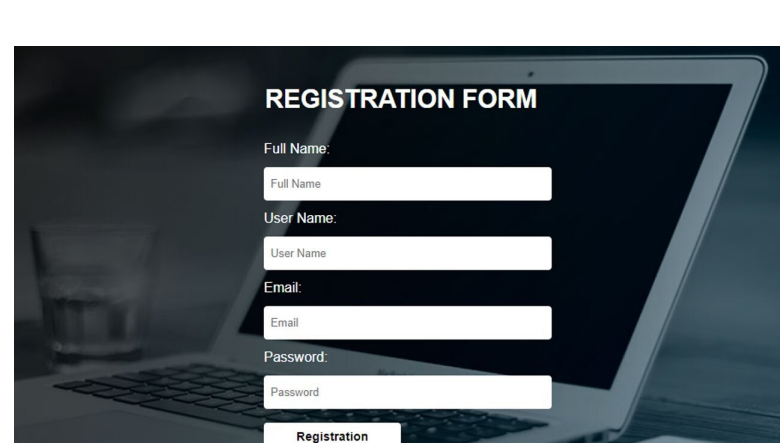 REGISTRATION FORM
Full Name:
Full Name
User Name:
User Name
Email:
Email
Password:
Password
Registration